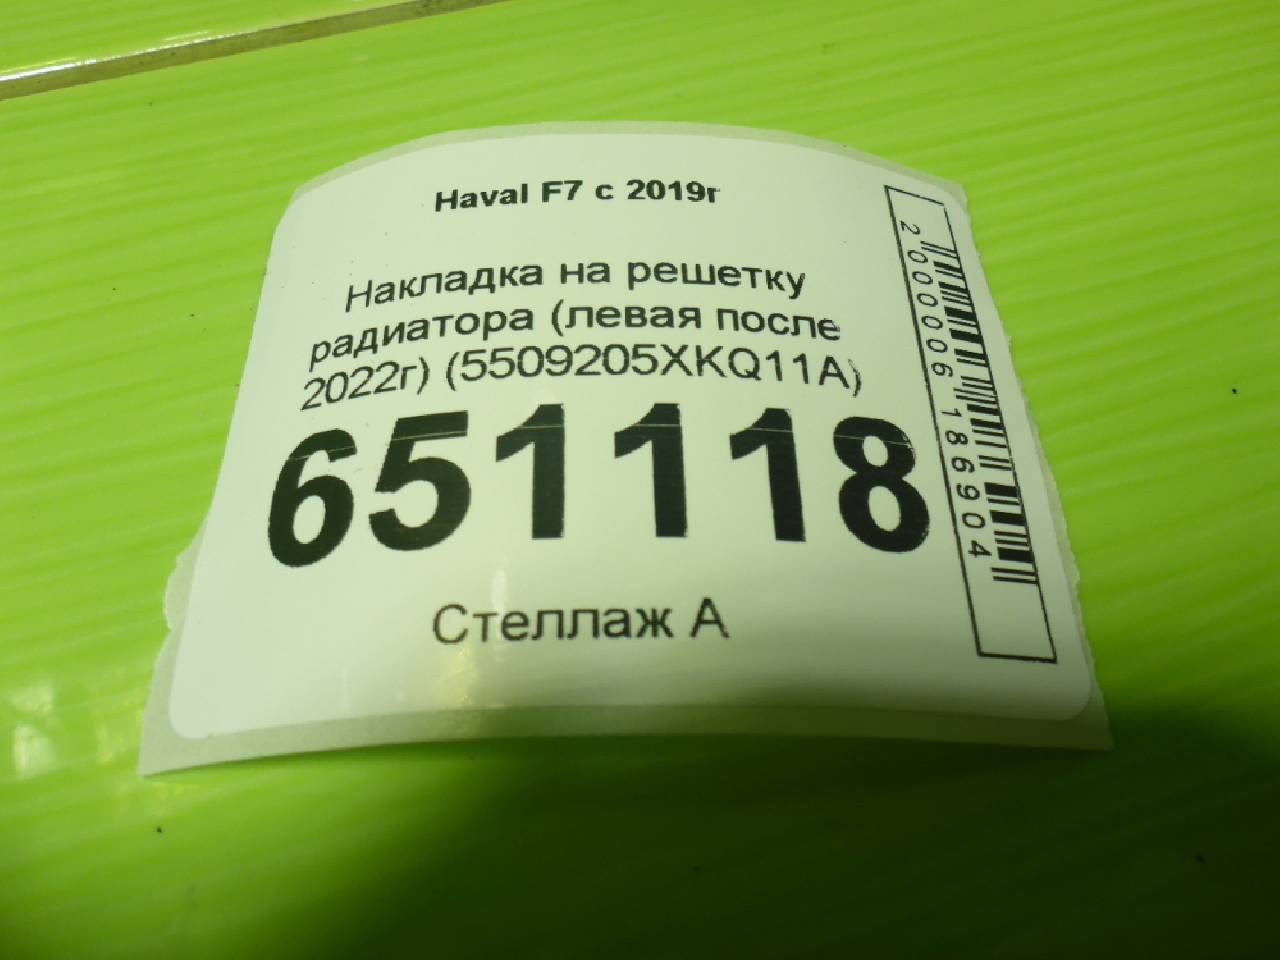 Haval F7 с 2019г
Накладка на решетку
радиатора (левая после
2022г) (5509205XKQ11A)
651118
Стеллаж А
2000006186904